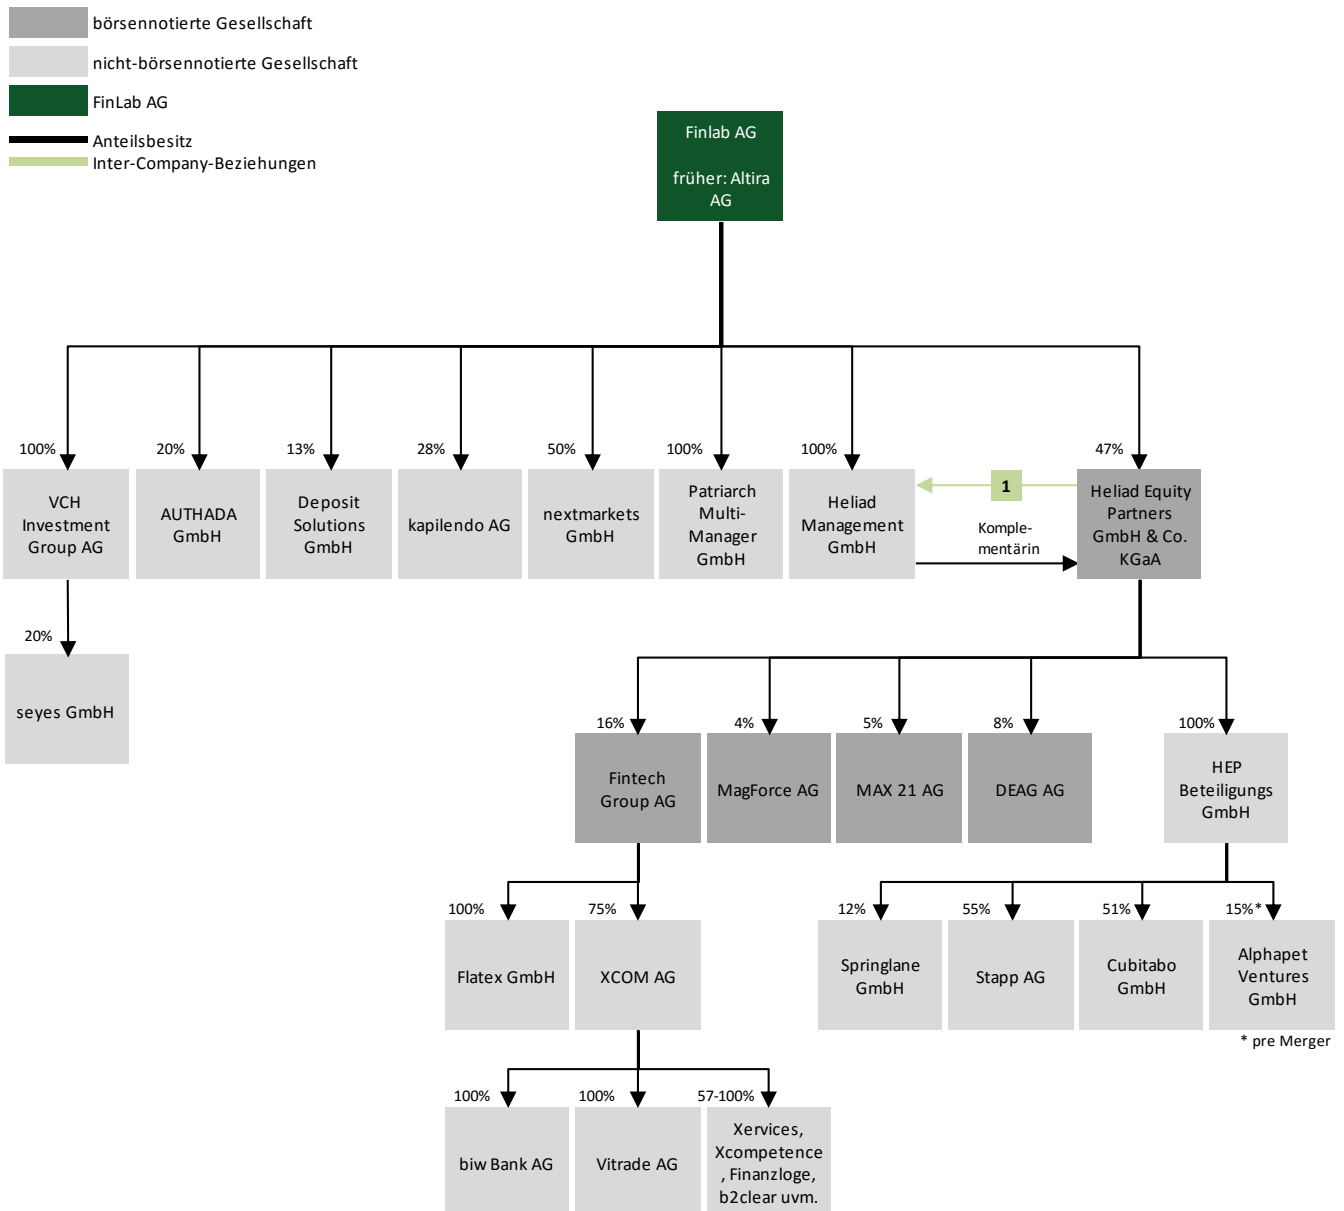 börsennotierte Gesellschaft
nicht-börsennotierte Gesellschaft
FinLab AG
Anteilsbesitz
Inter-Company-Beziehungen
Finlab AG
früher: Altira
AG
100%
20%
13%
28%
50%
100%
100%
47%
VCH
Investment
Group AG
AUTHADA
GmbH
Deposit
Solutions
GmbH
kapilendo AG
nextmarkets
GmbH
Patriarch
Multi-
Manager
GmbH
Heliad
Management
GmbH
1
Komple-
mentärin
Heliad Equity
Partners
GmbH & Co.
KGaA
20%
seyes GmbH
16%
4%
5%
8%
100%
Fintech
Group AG
MagForce AG
MAX 21 AG
DEAG AG
HEP
Beteiligungs
GmbH
100%
75%
12%
55%
51%
15%*
Flatex GmbH
XCOM AG
Springlane
GmbH
Stapp AG
Cubitabo
GmbH
Alphapet
Ventures
GmbH
* pre Merger
100%
100%
57-100%
biw Bank AG
Vitrade AG
Xervices,
Xcompetence
, Finanzloge,
b2clear uvm.